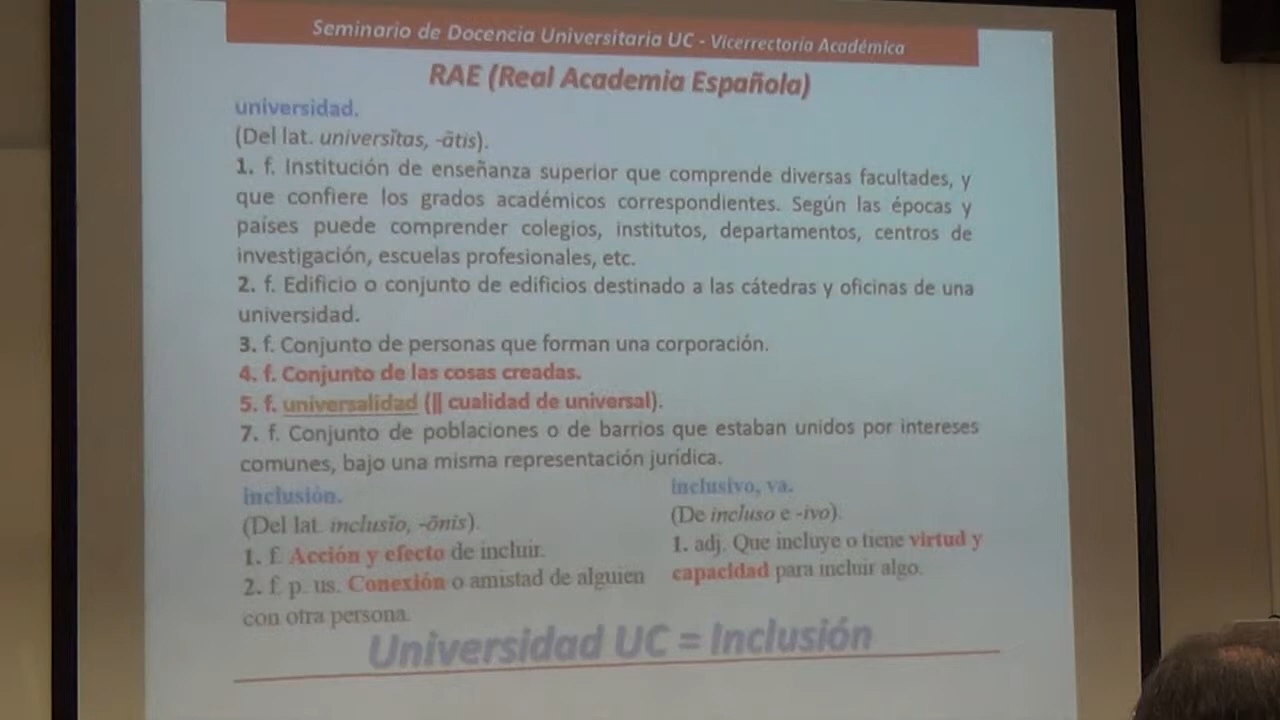 Seminario de Docencia Universitaria UC - Vicerrectoría Académica
RAE (Real Academia Española)
universidad.
(Del lat. universĭtas, -ātis).
1. f. Institución de enseñanza superior que comprende diversas facultades, y
que confiere los grados académicos correspondientes. Según las épocas y
países puede comprender colegios, institutos, departamentos, centros de
investigación, escuelas profesionales, etc.
2. f. Edificio o conjunto de edificios destinado a las cátedras y oficinas de una
universidad.
3. f. Conjunto de personas que forman una corporación.
4. f. Conjunto de las cosas creadas.
5. f. universalidad (‖ cualidad de universal).
7. f. Conjunto de poblaciones o de barrios que estaban unidos por intereses
comunes, bajo una misma representación jurídica.
inclusión.
(Del lat. inclusĭo, -ōnis).
1. f. Acción y efecto de incluir.
2. f. p. us. Conexión o amistad de alguien
con otra persona.
inclusivo, va.
(De incluso e -ivo).
1. adj. Que incluye o tiene virtud y
capacidad para incluir algo.
Universidad UC = Inclusión